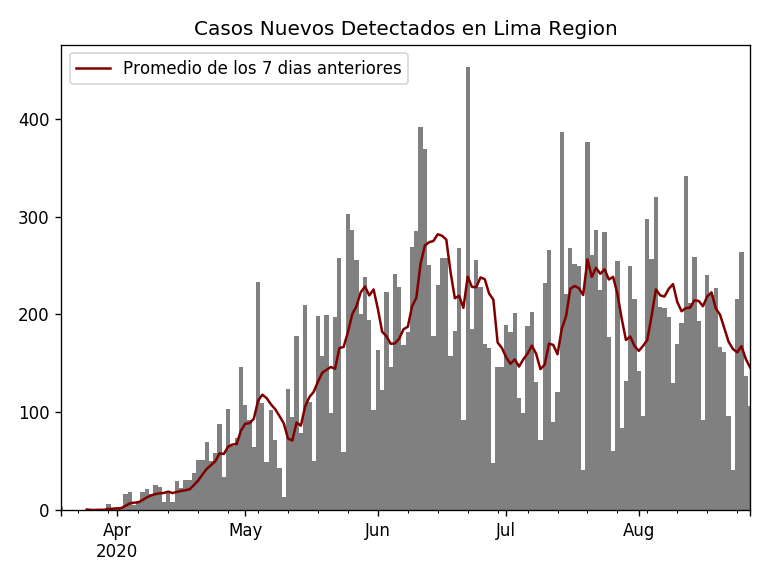 Casos Nuevos Detectados en Lima Region
Promedio de los 7 dias anteriores
400
300
200
100
0
Apr May Jun Jul Aug
2020